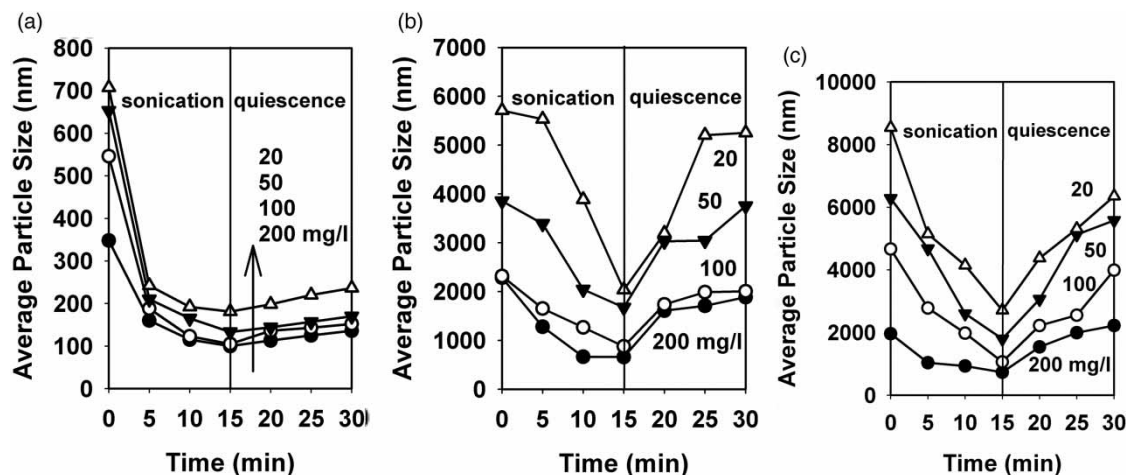 (a)
Average Particle Size (nm)
800
700
600
500
400
300
200
100
0
sonication
quiescence
20
50
100
200 mg/l
0 5 10 15 20 25 30
Time (min)
(b)
Average Particle Size (nm)
7000
6000
5000
4000
3000
2000
1000
0
sonication
quiescence
20
50
100
200 mg/l
0 5 10 15 20 25 30
Time (min)
(c)
Average Particle Size (nm)
10000
8000
6000
4000
2000
0
sonication
quiescence
20
50
100
200 mg/l
0 5 10 15 20 25 30
Time (min)